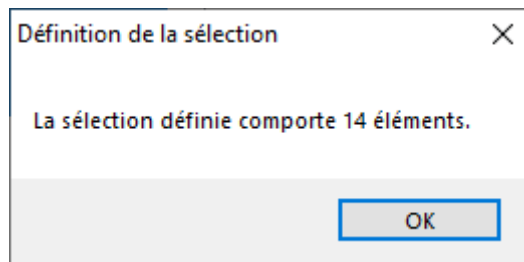 Définition de la sélection
La sélection définie comporte 14 éléments.
OK